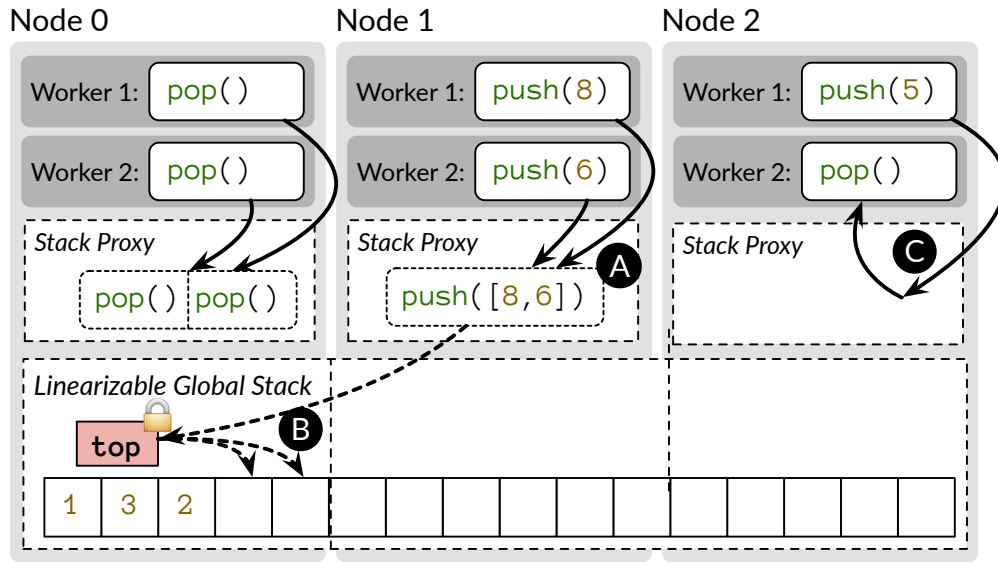 Node 0
Node 1
Node 2
Worker 1: pop()
Worker 1: push(8)
Worker 1: push(5)
Worker 2: pop()
Worker 2: push(6)
Worker 2: pop()
Stack Proxy
Stack Proxy
Stack Proxy
C
A
pop() pop()
push([8,6])
Linearizable Global Stack
B
top
1 3 2